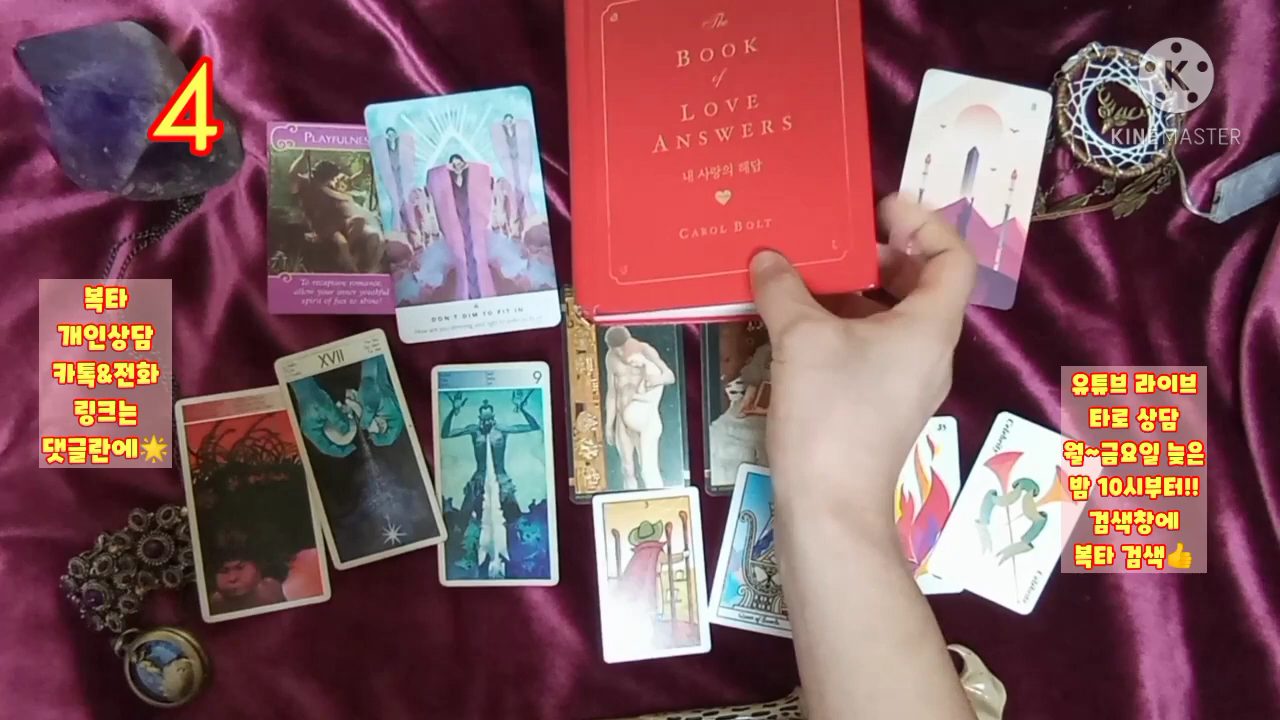 4
PLAYFULNESS
To recapture romance,
allow your inner youthful
spirit of fun to shine!
DON'T DIM TO FIT IN
The
BOOK
of
LOVE
ANSWERS
내 사랑의 해답
CAROL BOLT
K
KINEMASTER
복타
개인상담
카톡&전화
링크는
댓글란에🌟
XVII
9
3
35
Celebrity
Celebrity
유튜브 라이브
타로 상담
월~금요일 늦은
밤 10시부터!!
검색창에
복타 검색👍